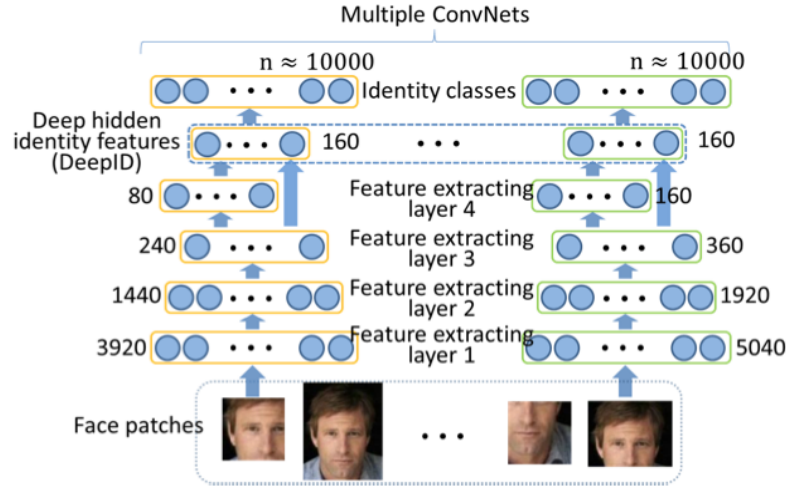 Multiple ConvNets
n ≈ 10000
n ≈ 10000
Identity classes
Deep hidden
identity features
(DeepID)
160
160
80
Feature extracting
layer 4
160
240
Feature extracting
layer 3
360
1440
Feature extracting
layer 2
1920
3920
Feature extracting
layer 1
5040
Face patches